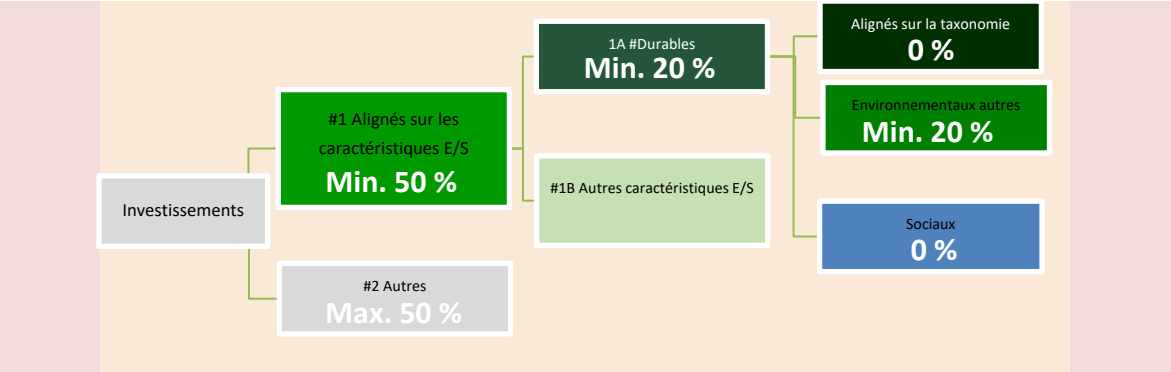 Investissements
#1 Alignés sur les
caractéristiques E/S
Min. 50 %
#2 Autres
Max. 50 %
1A #Durables
Min. 20 %
#1B Autres caractéristiques E/S
Alignés sur la taxonomie
0 %
Environnementaux autres
Min. 20 %
Sociaux
0 %